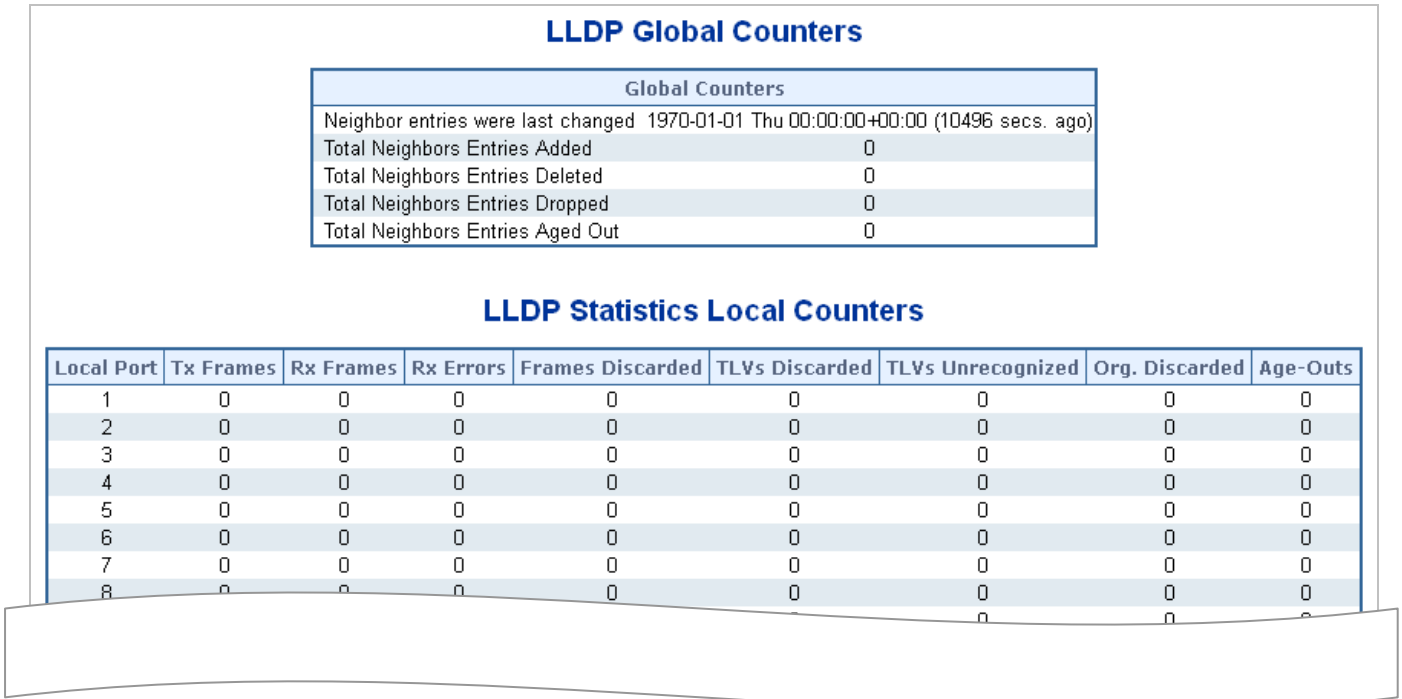 LLDP Global Counters
Global Counters
Neighbor entries were last changed 1970-01-01 Thu 00:00:00+00:00 (10496 secs. ago)
Total Neighbors Entries Added 0
Total Neighbors Entries Deleted 0
Total Neighbors Entries Dropped 0
Total Neighbors Entries Aged Out 0
LLDP Statistics Local Counters
Local Port Tx Frames Rx Frames Rx Errors Frames Discarded TLVs Discarded TLVs Unrecognized Org. Discarded Age-Outs
1 0 0 0 0 0 0 0 0
2 0 0 0 0 0 0 0 0
3 0 0 0 0 0 0 0 0
4 0 0 0 0 0 0 0 0
5 0 0 0 0 0 0 0 0
6 0 0 0 0 0 0 0 0
7 0 0 0 0 0 0 0 0
8 0 0 0 0 0 0 0 0